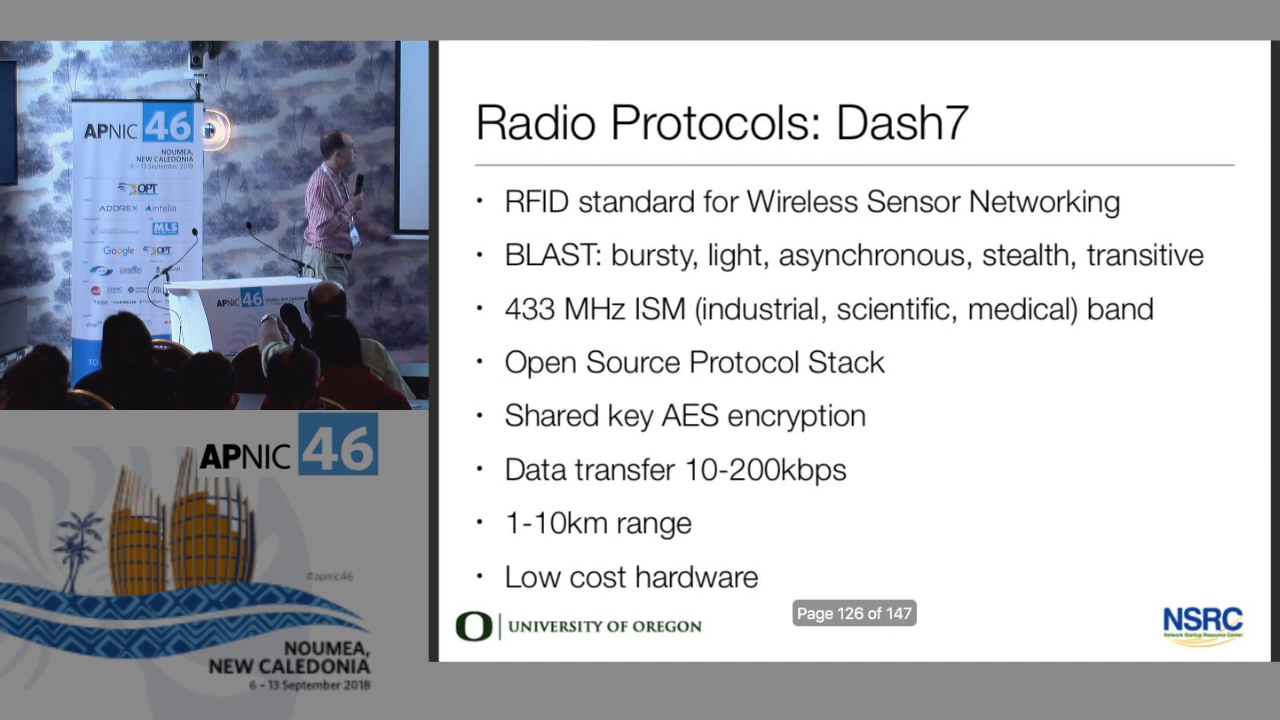 APNIC 46
NOUMEA,
NEW CALEDONIA
6 – 13 September 2018
OPT
ADDREX
intelia
MLS
Google
OPT
APNIC 46
TO
Radio Protocols: Dash7
• RFID standard for Wireless Sensor Networking
• BLAST: bursty, light, asynchronous, stealth, transitive
• 433 MHz ISM (industrial, scientific, medical) band
• Open Source Protocol Stack
• Shared key AES encryption
• Data transfer 10-200kbps
• 1-10km range
• Low cost hardware
Page 126 of 147
O UNIVERSITY OF OREGON
NSRC
Network Startup Resource Center
APNIC 46
#apnic46
NOUMEA,
NEW CALEDONIA
6 – 13 September 2018